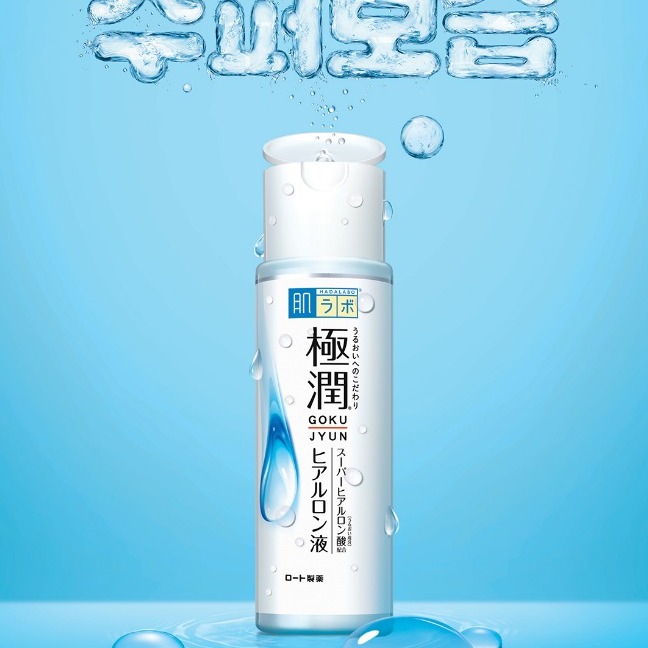 수퍼보습
HADALABO®
肌ラボ
うるおいへのこだわり
極潤®
GOKU
JYUN
スーパーヒアルロン酸
配合
ヒアルロン液
ロート製薬